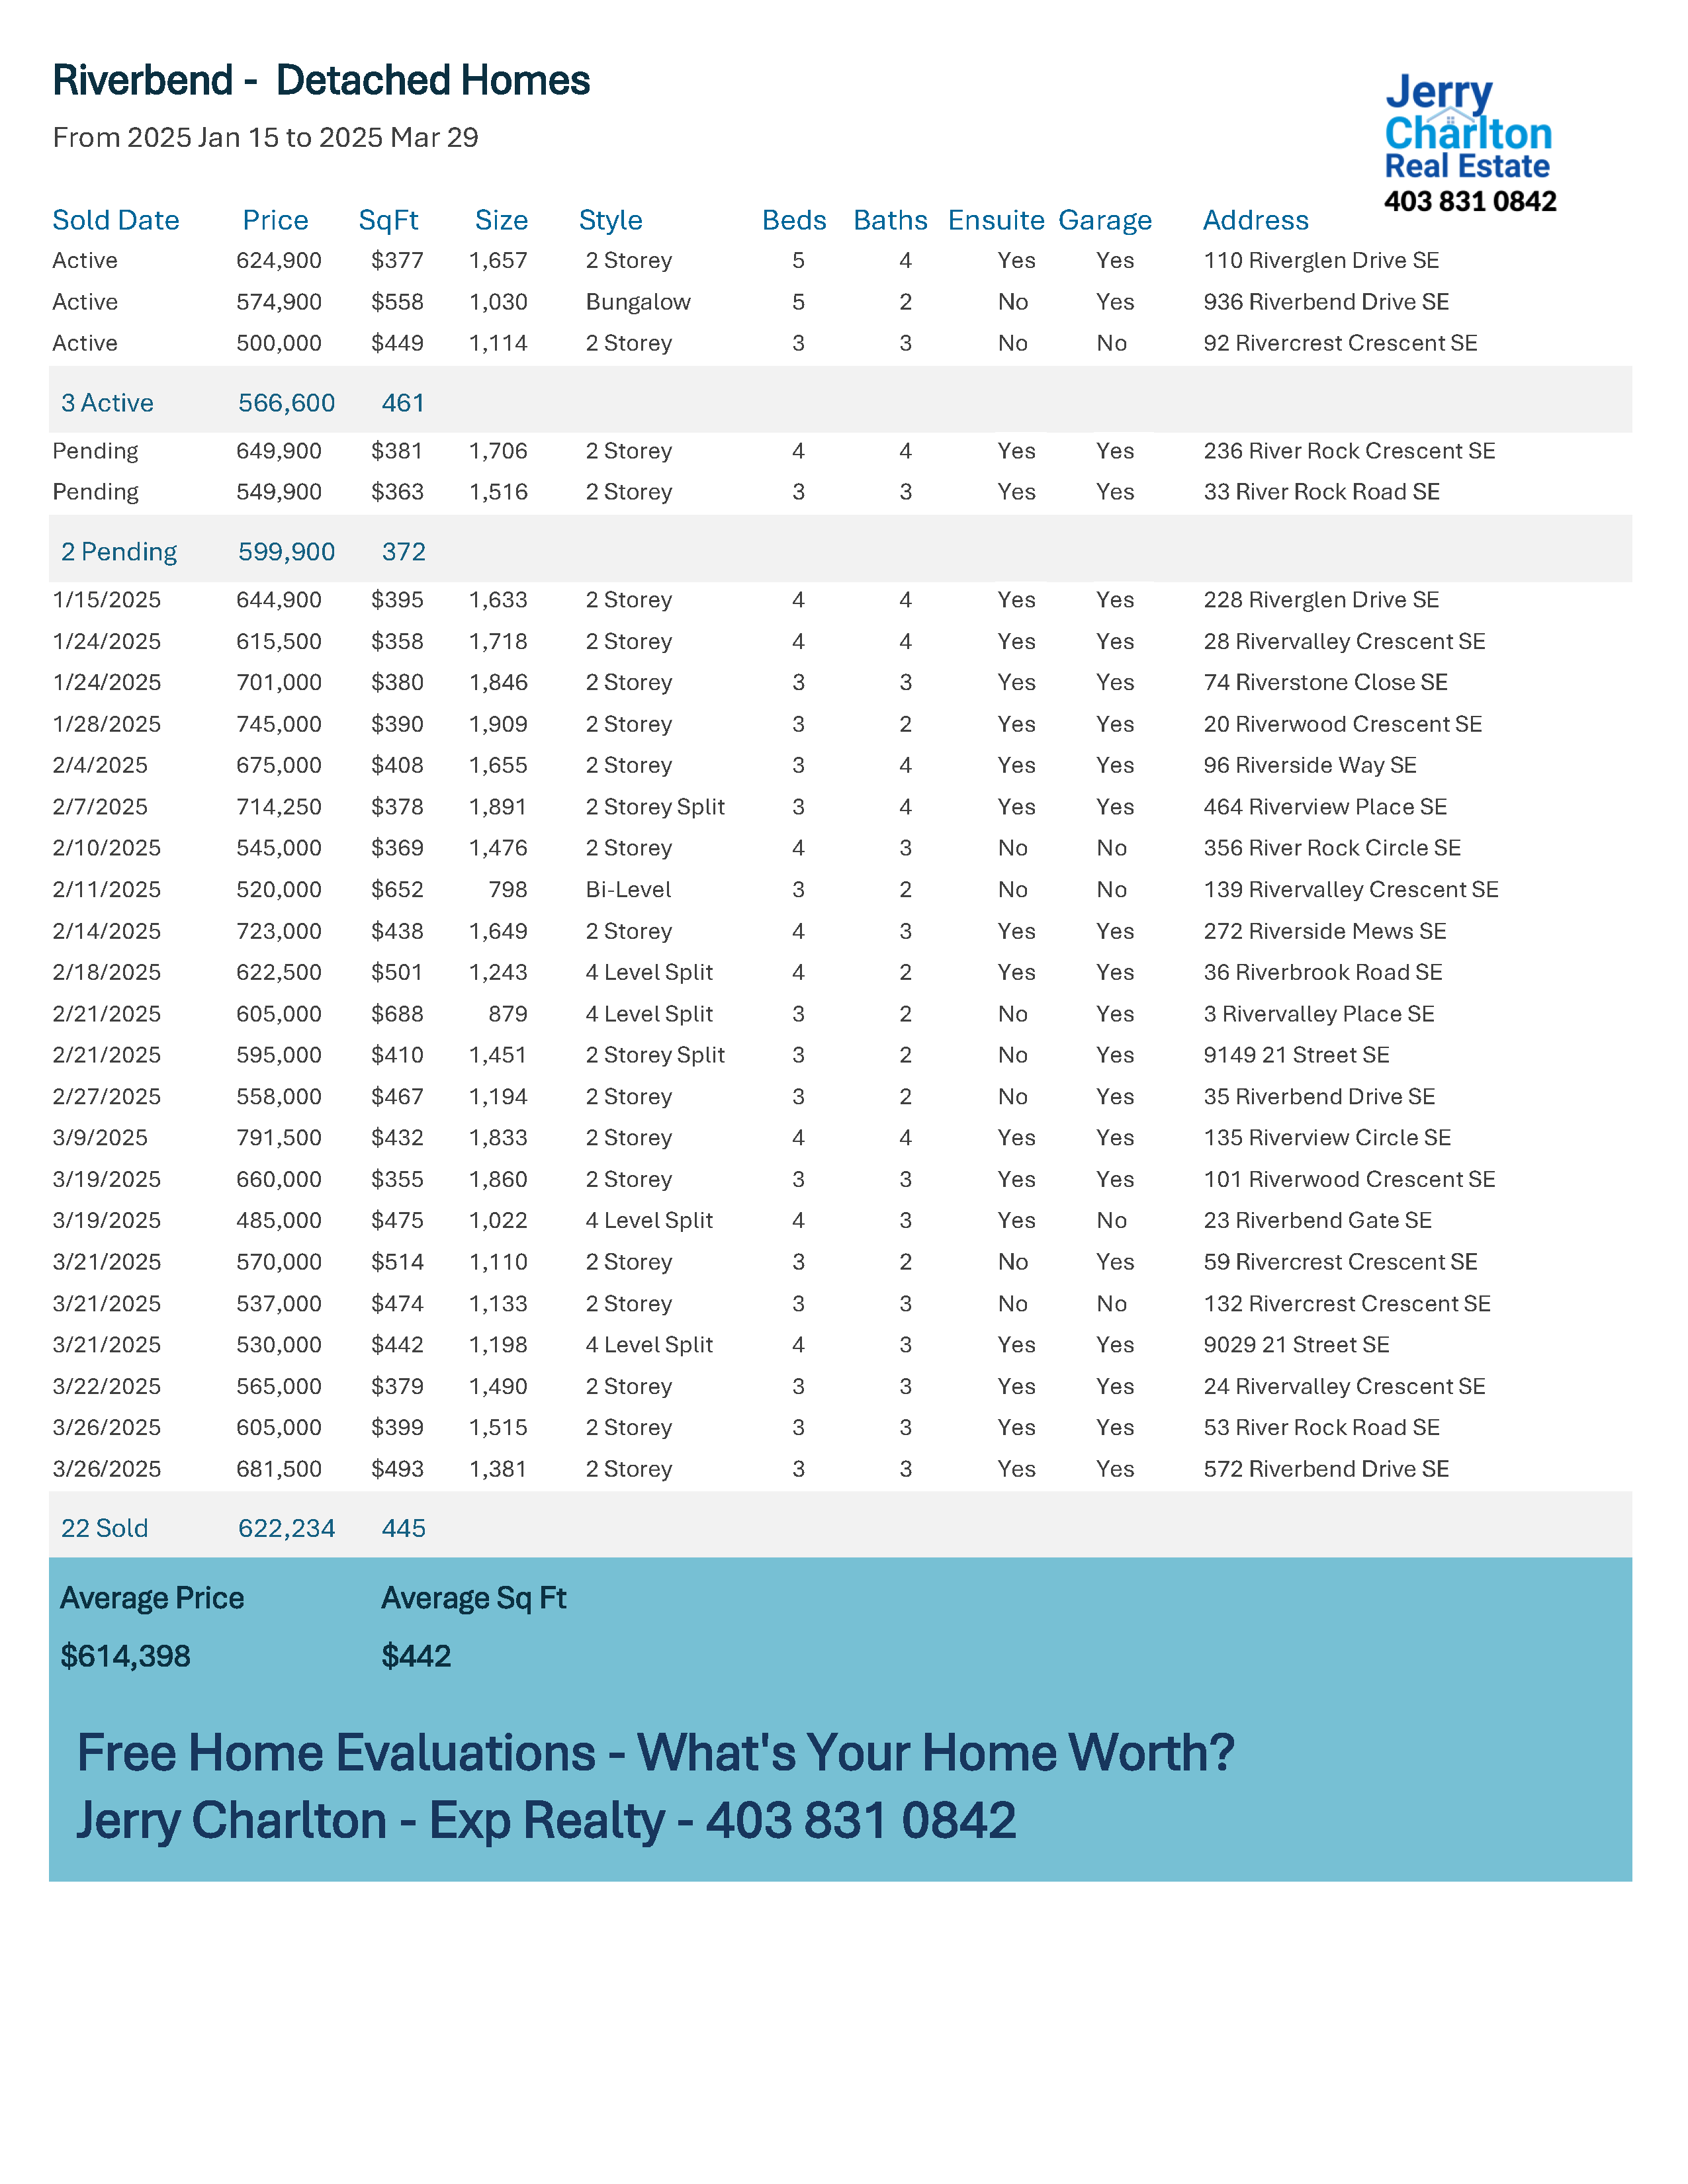 Riverbend - Detached Homes
From 2025 Jan 15 to 2025 Mar 29
Jerry
Charlton
Real Estate
403 831 0842
Sold Date Price SqFt Size Style Beds Baths Ensuite Garage Address
Active 624,900 $377 1,657 2 Storey 5 4 Yes Yes 110 Riverglen Drive SE
Active 574,900 $558 1,030 Bungalow 5 2 No Yes 936 Riverbend Drive SE
Active 500,000 $449 1,114 2 Storey 3 3 No No 92 Rivercrest Crescent SE
3 Active 566,600 461
Pending 649,900 $381 1,706 2 Storey 4 4 Yes Yes 236 River Rock Crescent SE
Pending 549,900 $363 1,516 2 Storey 3 3 Yes Yes 33 River Rock Road SE
2 Pending 599,900 372
1/15/2025 644,900 $395 1,633 2 Storey 4 4 Yes Yes 228 Riverglen Drive SE
1/24/2025 615,500 $358 1,718 2 Storey 4 4 Yes Yes 28 Rivervalley Crescent SE
1/24/2025 701,000 $380 1,846 2 Storey 3 3 Yes Yes 74 Riverstone Close SE
1/28/2025 745,000 $390 1,909 2 Storey 3 2 Yes Yes 20 Riverwood Crescent SE
2/4/2025 675,000 $408 1,655 2 Storey 3 4 Yes Yes 96 Riverside Way SE
2/7/2025 714,250 $378 1,891 2 Storey Split 3 4 Yes Yes 464 Riverview Place SE
2/10/2025 545,000 $369 1,476 2 Storey 4 3 No No 356 River Rock Circle SE
2/11/2025 520,000 $652 798 Bi-Level 3 2 No No 139 Rivervalley Crescent SE
2/14/2025 723,000 $438 1,649 2 Storey 4 3 Yes Yes 272 Riverside Mews SE
2/18/2025 622,500 $501 1,243 4 Level Split 4 2 Yes Yes 36 Riverbrook Road SE
2/21/2025 605,000 $688 879 4 Level Split 3 2 No Yes 3 Rivervalley Place SE
2/21/2025 595,000 $410 1,451 2 Storey Split 3 2 No Yes 9149 21 Street SE
2/27/2025 558,000 $467 1,194 2 Storey 3 2 No Yes 35 Riverbend Drive SE
3/9/2025 791,500 $432 1,833 2 Storey 4 4 Yes Yes 135 Riverview Circle SE
3/19/2025 660,000 $355 1,860 2 Storey 3 3 Yes Yes 101 Riverwood Crescent SE
3/19/2025 485,000 $475 1,022 4 Level Split 4 3 Yes No 23 Riverbend Gate SE
3/21/2025 570,000 $514 1,110 2 Storey 3 2 No Yes 59 Rivercrest Crescent SE
3/21/2025 537,000 $474 1,133 2 Storey 3 3 No No 132 Rivercrest Crescent SE
3/21/2025 530,000 $442 1,198 4 Level Split 4 3 Yes Yes 9029 21 Street SE
3/22/2025 565,000 $379 1,490 2 Storey 3 3 Yes Yes 24 Rivervalley Crescent SE
3/26/2025 605,000 $399 1,515 2 Storey 3 3 Yes Yes 53 River Rock Road SE
3/26/2025 681,500 $493 1,381 2 Storey 3 3 Yes Yes 572 Riverbend Drive SE
22 Sold 622,234 445
Average Price Average Sq Ft
$614,398 $442
Free Home Evaluations - What's Your Home Worth?
Jerry Charlton - Exp Realty - 403 831 0842